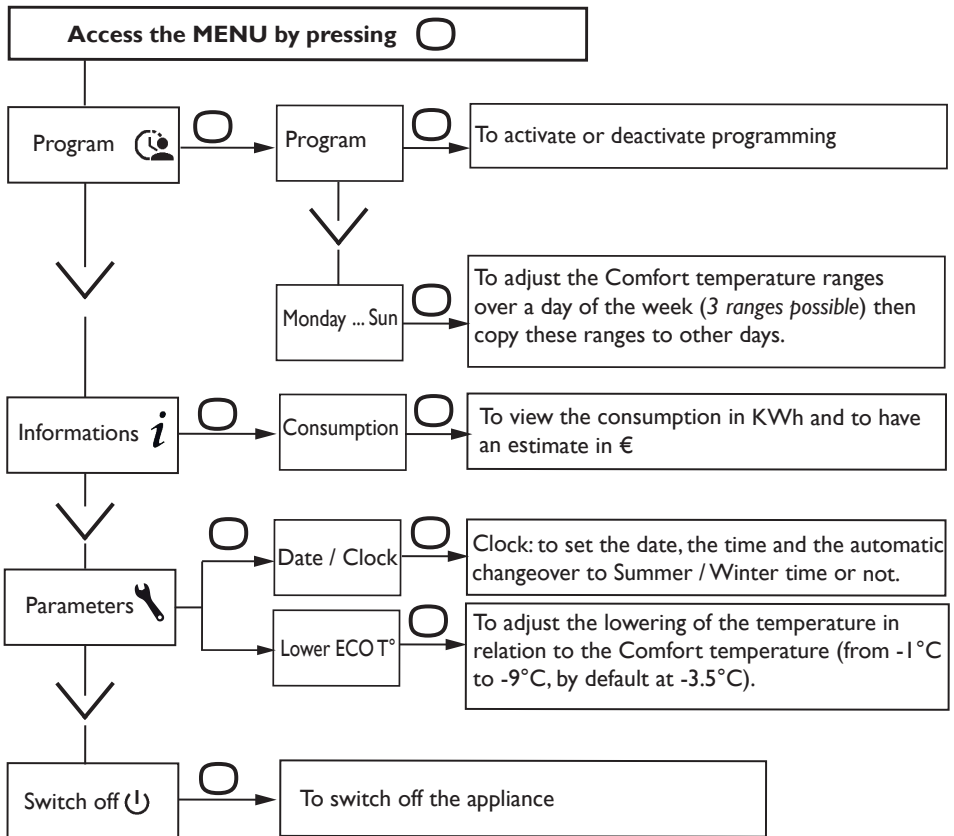 Access the MENU by pressing
Program
Program
To activate or deactivate programming
Monday ... Sun
To adjust the Comfort temperature ranges
over a day of the week (3 ranges possible) then
copy these ranges to other days.
Informations i
Consumption
To view the consumption in KWh and to have
an estimate in €
Parameters
Date / Clock
Clock: to set the date, the time and the automatic
changeover to Summer / Winter time or not.
Lower ECO T°
To adjust the lowering of the temperature in
relation to the Comfort temperature (from -1°C
to -9°C, by default at -3.5°C).
Switch off
To switch off the appliance